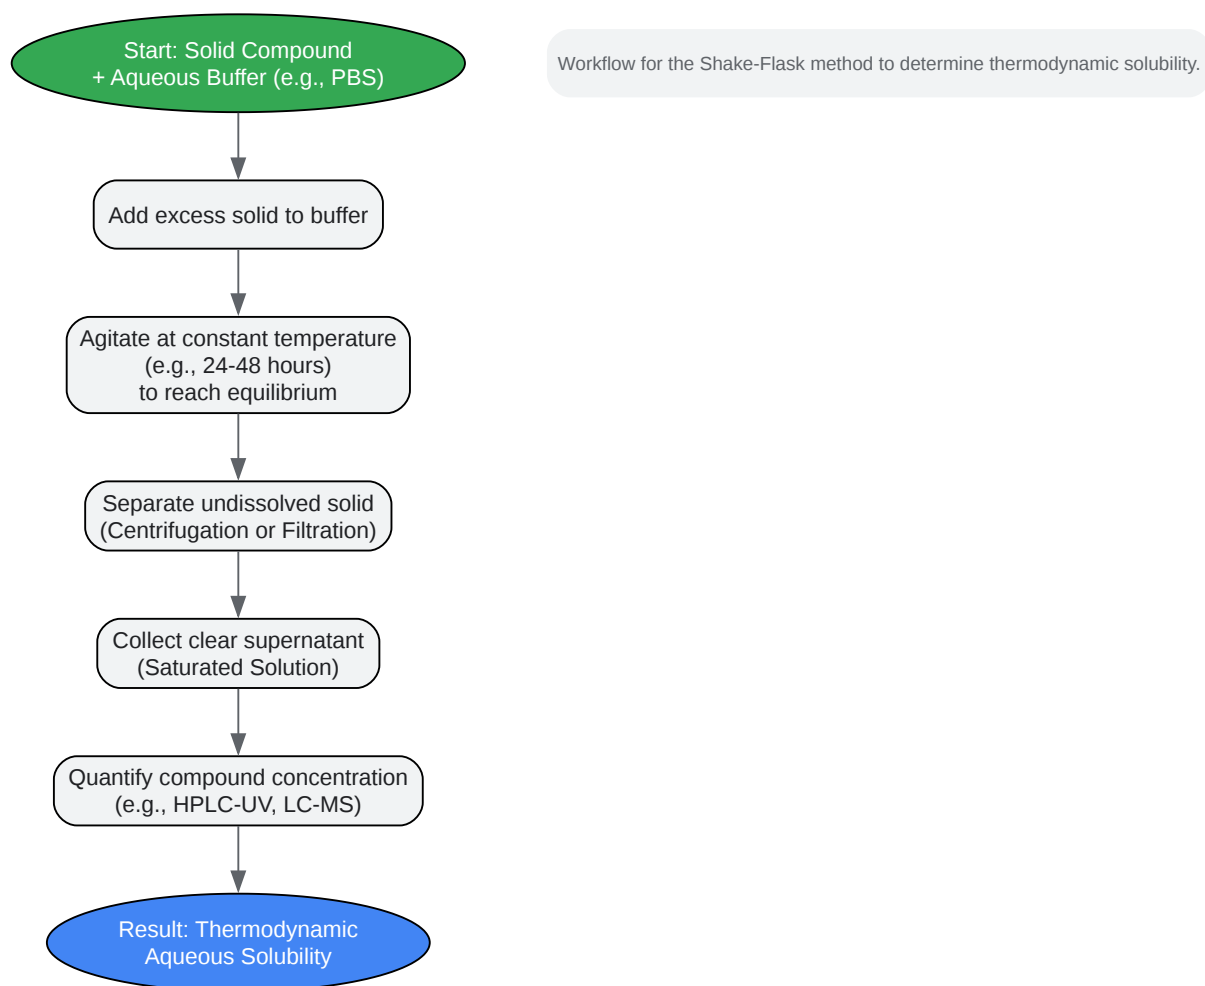 Start: Solid Compound
+ Aqueous Buffer (e.g., PBS)
Workflow for the Shake-Flask method to determine thermodynamic solubility.
Add excess solid to buffer
Agitate at constant temperature
(e.g., 24-48 hours)
to reach equilibrium
Separate undissolved solid
(Centrifugation or Filtration)
Collect clear supernatant
(Saturated Solution)
Quantify compound concentration
(e.g., HPLC-UV, LC-MS)
Result: Thermodynamic
Aqueous Solubility